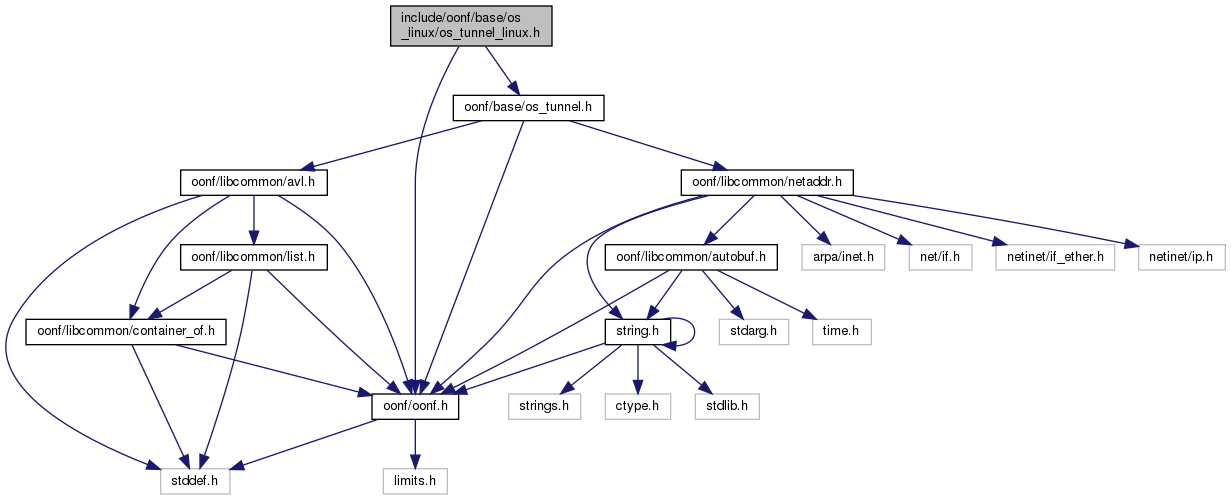 include/oonf/base/os
_linux/os_tunnel_linux.h
oonf/base/os_tunnel.h
oonf/libcommon/avl.h
oonf/libcommon/netaddr.h
oonf/libcommon/list.h
oonf/libcommon/autobuf.h
arpa/inet.h
net/if.h
netinet/if_ether.h
netinet/ip.h
oonf/libcommon/container_of.h
string.h
stdarg.h
time.h
oonf/oonf.h
strings.h
ctype.h
stdlib.h
stddef.h
limits.h